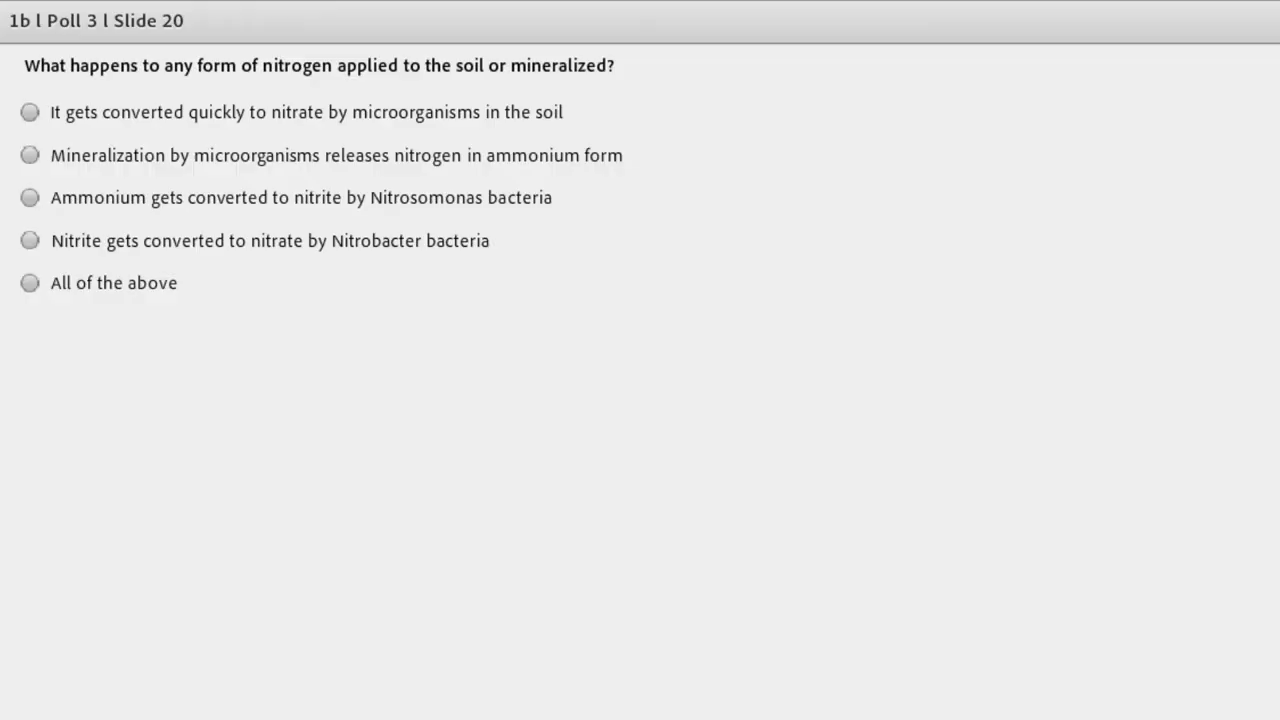 1b l Poll 3 l Slide 20
What happens to any form of nitrogen applied to the soil or mineralized?
It gets converted quickly to nitrate by microorganisms in the soil
Mineralization by microorganisms releases nitrogen in ammonium form
Ammonium gets converted to nitrite by Nitrosomonas bacteria
Nitrite gets converted to nitrate by Nitrobacter bacteria
All of the above